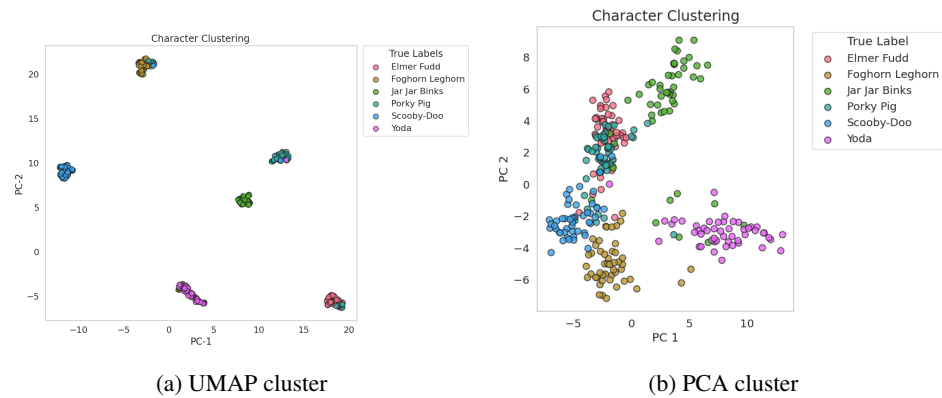 Character Clustering
20
15
10
5
0
−5
−10
−5
0
5
10
15
20
PC-2
PC-1
True Labels
Elmer Fudd
Foghorn Leghorn
Jar Jar Binks
Porky Pig
Scooby-Doo
Yoda
(a) UMAP cluster
Character Clustering
8
6
4
2
0
−2
−4
−6
−5
0
5
10
PC 2
PC 1
True Label
Elmer Fudd
Foghorn Leghorn
Jar Jar Binks
Porky Pig
Scooby-Doo
Yoda
(b) PCA cluster